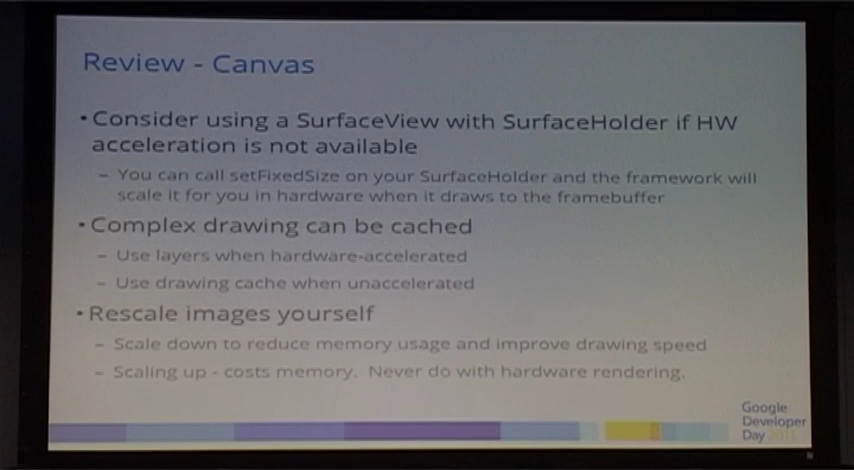 Review - Canvas
• Consider using a SurfaceView with SurfaceHolder if HW
acceleration is not available
– You can call setFixedSize on your SurfaceHolder and the framework will
scale it for you in hardware when it draws to the framebuffer
• Complex drawing can be cached
– Use layers when hardware-accelerated
– Use drawing cache when unaccelerated
• Rescale images yourself
– Scale down to reduce memory usage and improve drawing speed
– Scaling up - costs memory. Never do with hardware rendering.
Google
Developer
Day 2011